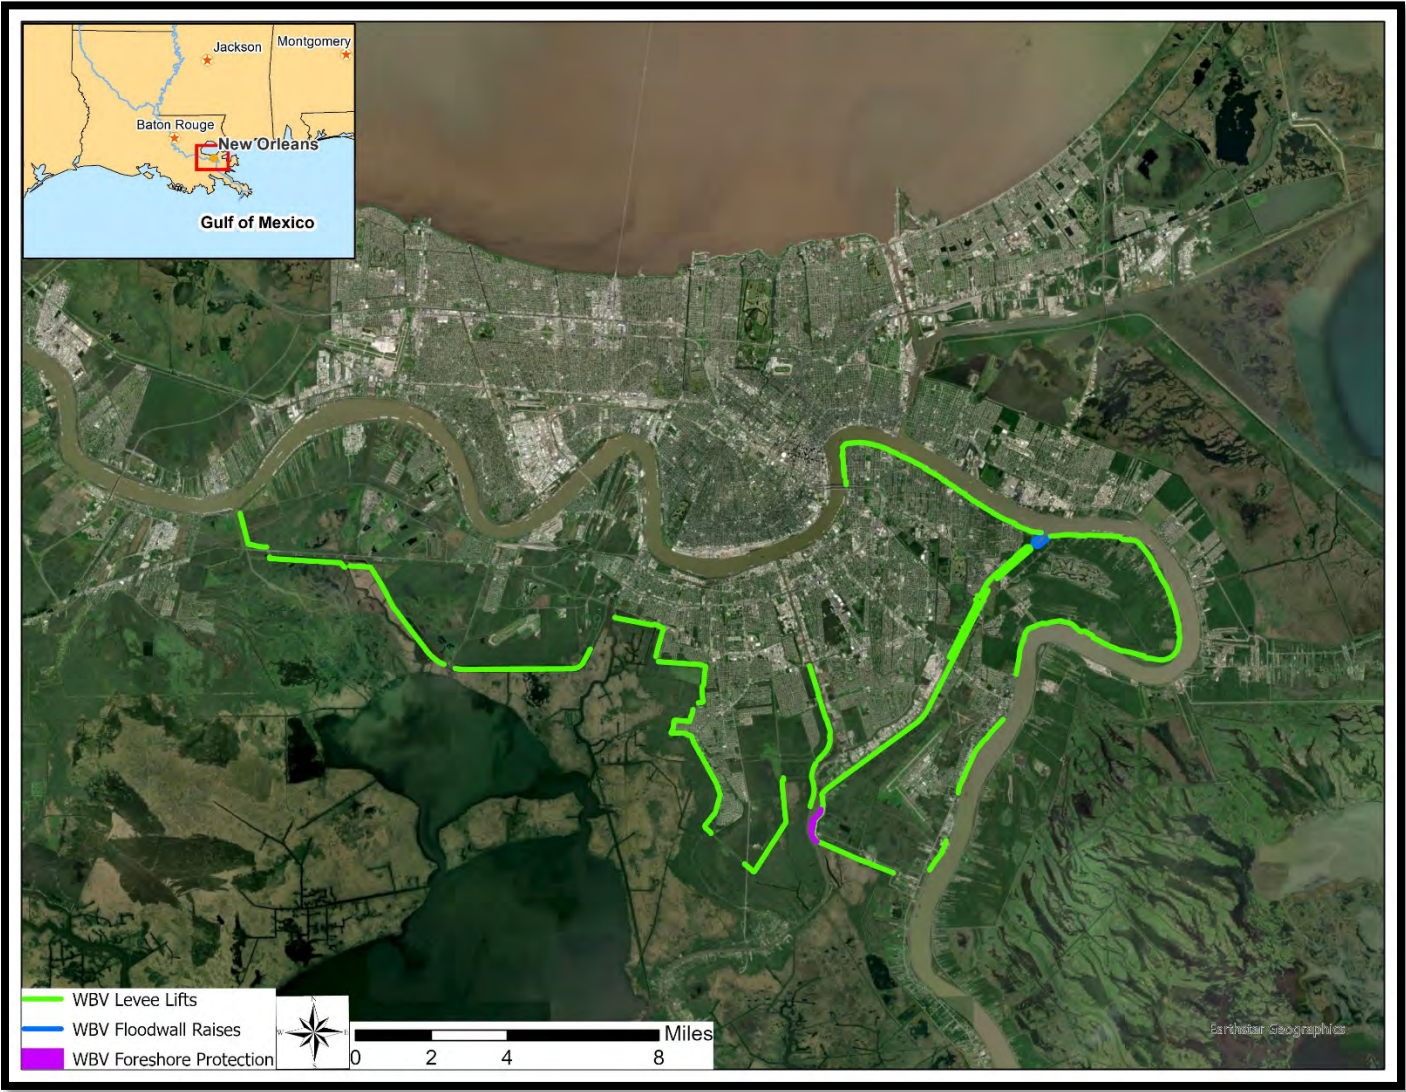 Jackson
Montgomery
Baton Rouge
New Orleans
Gulf of Mexico
WBV Levee Lifts
WBV Floodwall Raises
WBV Foreshore Protection
N
W
E
S
Miles
0 2 4 8
Earthstar Geographics